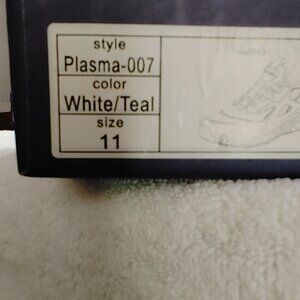 style
Plasma-007
color
White/Teal
size
11